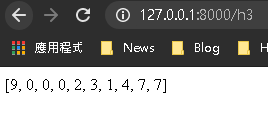 127.0.0.1:8000/h3
應用程式 News Blog H
[9, 0, 0, 0, 2, 3, 1, 4, 7, 7]